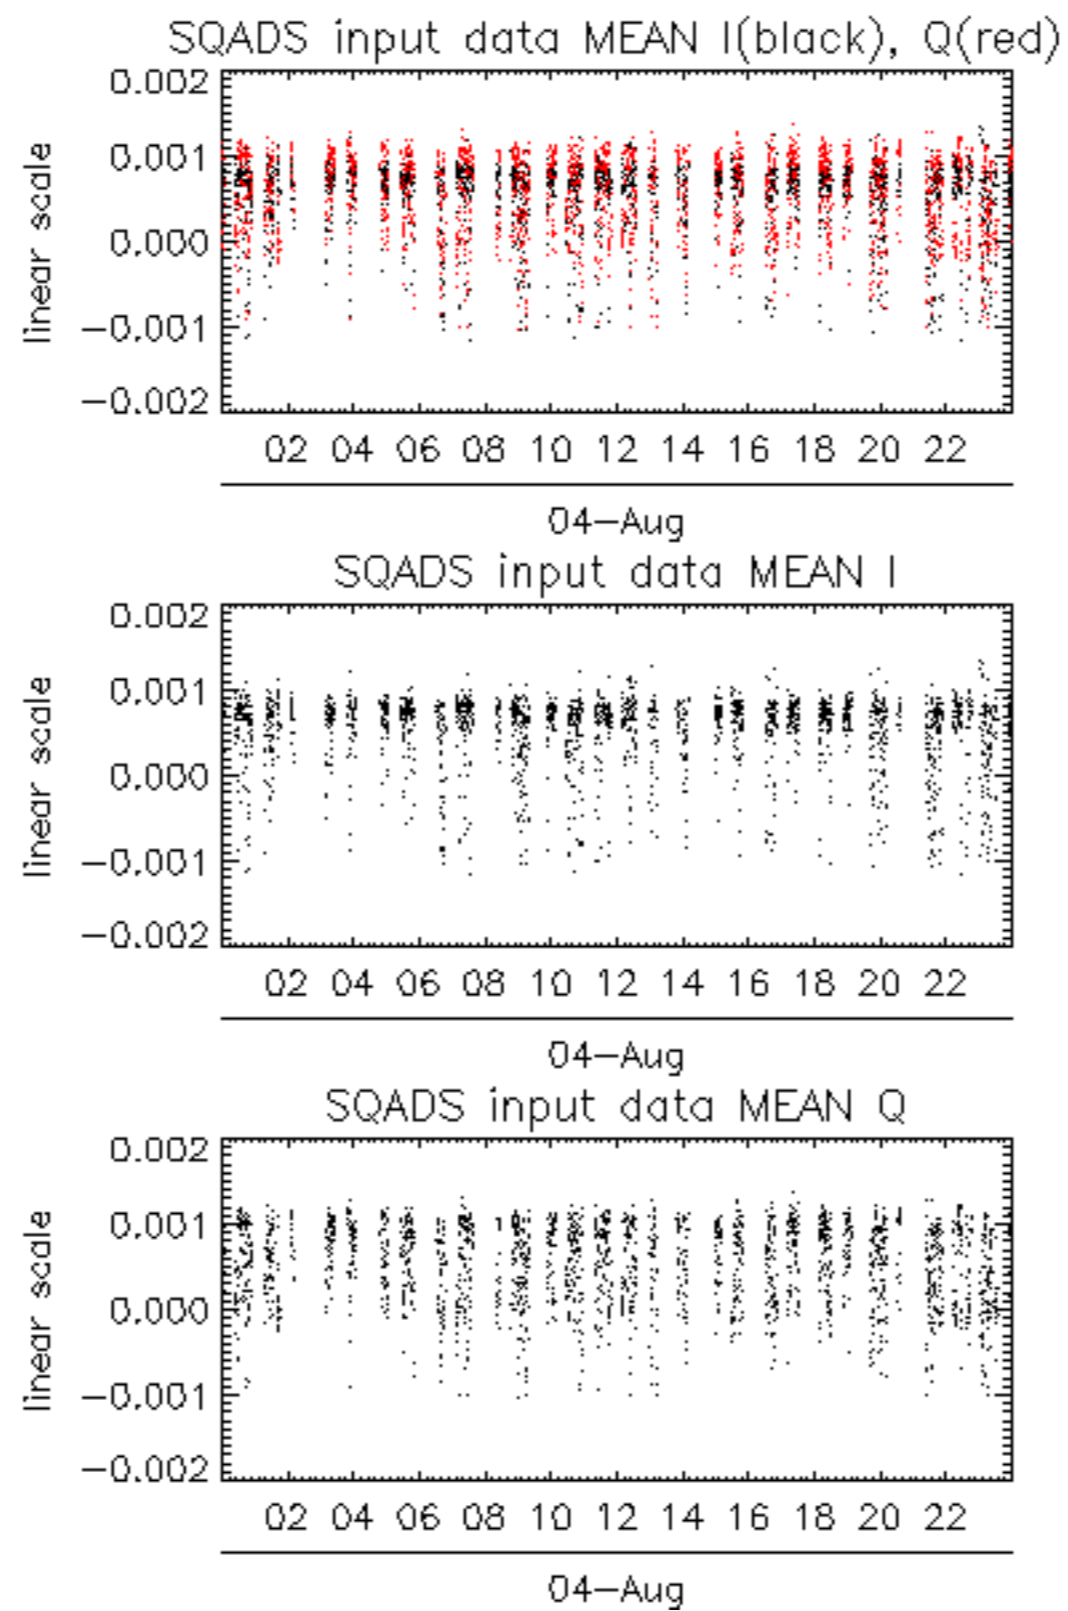 SQADS input data MEAN I(black), Q(red)
0.002
0.001
0.000
−0.001
−0.002
linear scale
02 04 06 08 10 12 14 16 18 20 22
04−Aug
SQADS input data MEAN I
0.002
0.001
0.000
−0.001
−0.002
linear scale
02 04 06 08 10 12 14 16 18 20 22
04−Aug
SQADS input data MEAN Q
0.002
0.001
0.000
−0.001
−0.002
linear scale
02 04 06 08 10 12 14 16 18 20 22
04−Aug